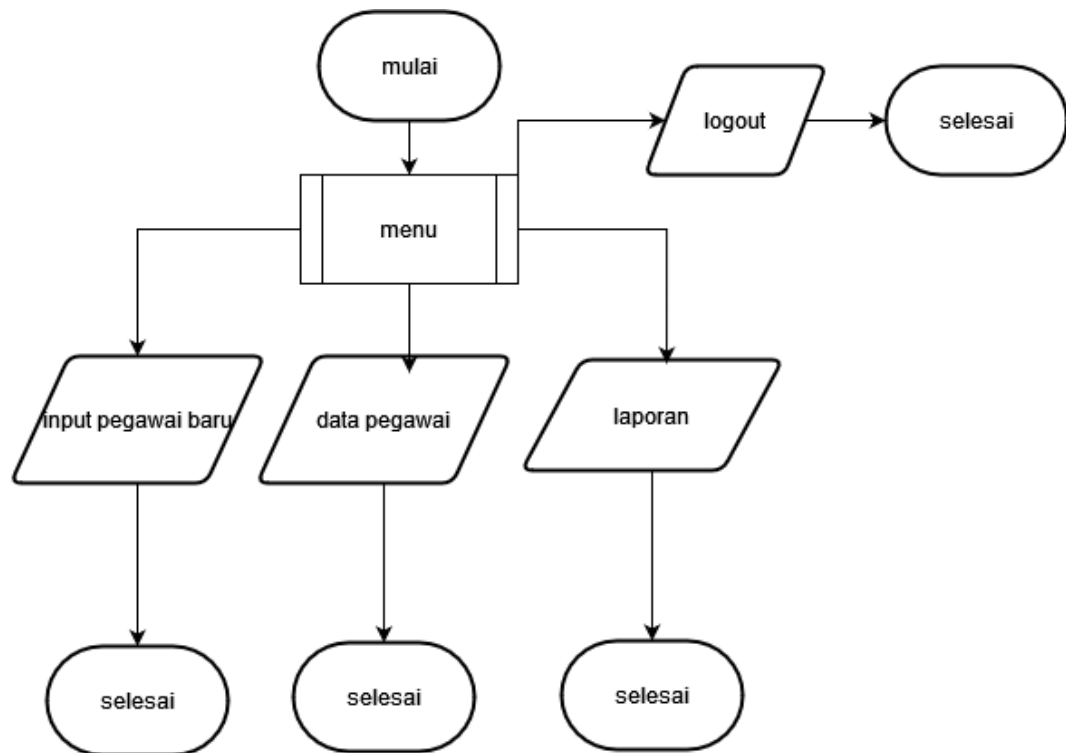 mulai
logout
selesai
menu
input pegawai baru
data pegawai
laporan
selesai
selesai
selesai